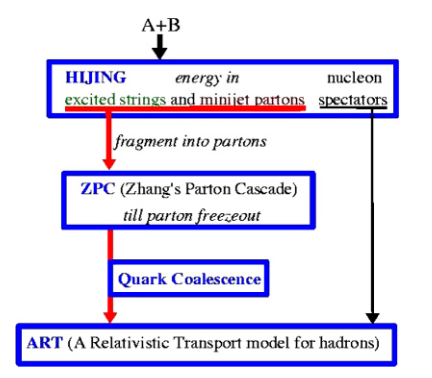 A+B
HIJING energy in nucleon
excited strings and minijet partons spectators
fragment into partons
ZPC (Zhang's Parton Cascade)
till parton freezeout
Quark Coalescence
ART (A Relativistic Transport model for hadrons)